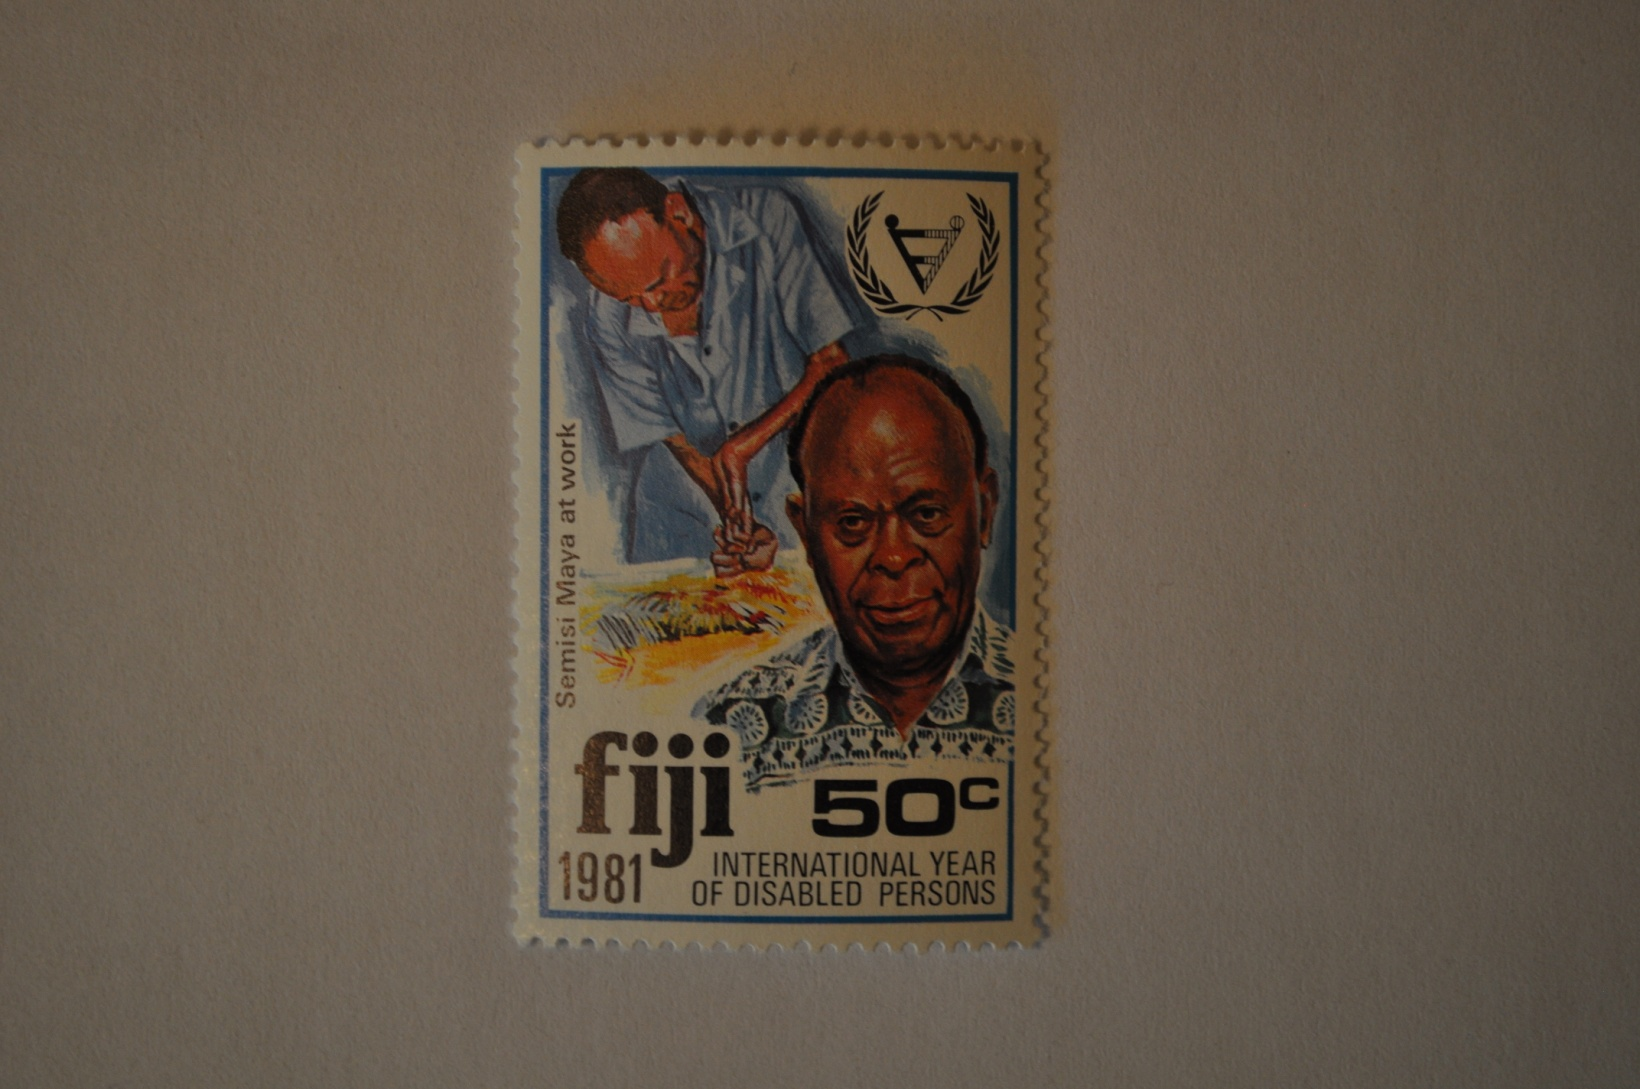 Semisi Maya at work
fiji
50c
1981
INTERNATIONAL YEAR
OF DISABLED PERSONS